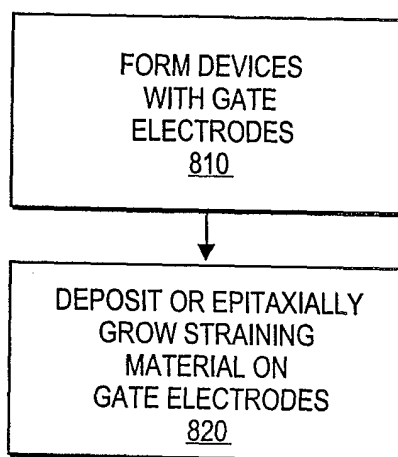 FORM DEVICES
WITH GATE
ELECTRODES
810
DEPOSIT OR EPITAXIALLY
GROW STRAINING
MATERIAL ON
GATE ELECTRODES
820